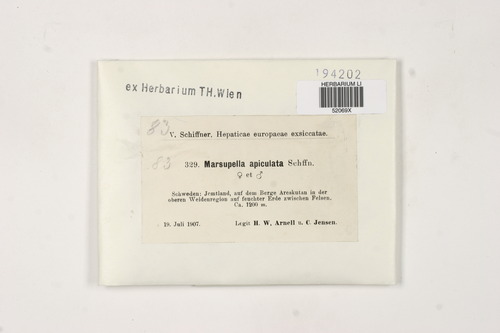 194202
HERBARIUM LI
52069X
ex Herbarium TH.Wien
83
V. Schiffner. Hepaticae europaeae exsiccatae.
83
329. Marsupella apiculata Schffn.
♀ et ♂
Schweden: Jemtland, auf dem Berge Areskutan in der
oberen Weidenregion auf feuchter Erde zwischen Felsen.
Ca. 1200 m.
19. Juli 1907.
Legit H. W. Arnell u. C Jensen.